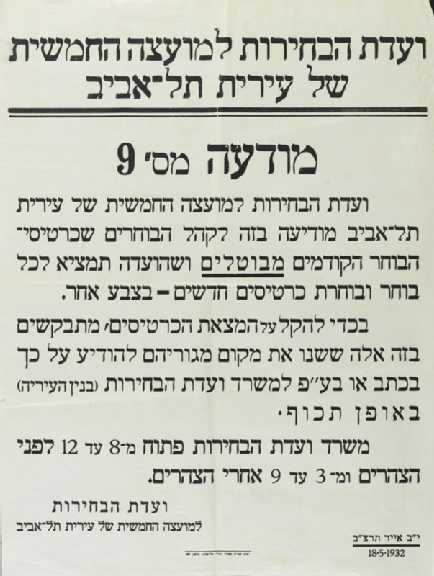 ועדת הבחירות למועצה החמשית
של עירית תל־אביב
מודעה מס׳ 9
ועדת הבחירות למועצה החמשית של עירית
תל־אביב מודיעה בזה לקהל הבוחרים שכרטיסי־
הבוחר הקודמים מבוטלים ושהועדה תמציא לכל
בוחר ובוחרת כרטיסים חדשים – בצבע אחר.
בכדי להקל על המצאת הכרטיסים, מתבקשים
בזה אלה ששנו את מקום מגוריהם להודיע על כך
בכתב או בע״פ למשרד ועדת הבחירות (בנין העיריה)
באופן תכוף.
משרד ועדת הבחירות פתוח מ־8 עד 12 לפני
הצהרים ומ־3 עד 9 אחרי הצהרים.
ועדת הבחירות
למועצה החמשית של עירית תל־אביב
י״ב אייר תרצ״ב
18-5-1932